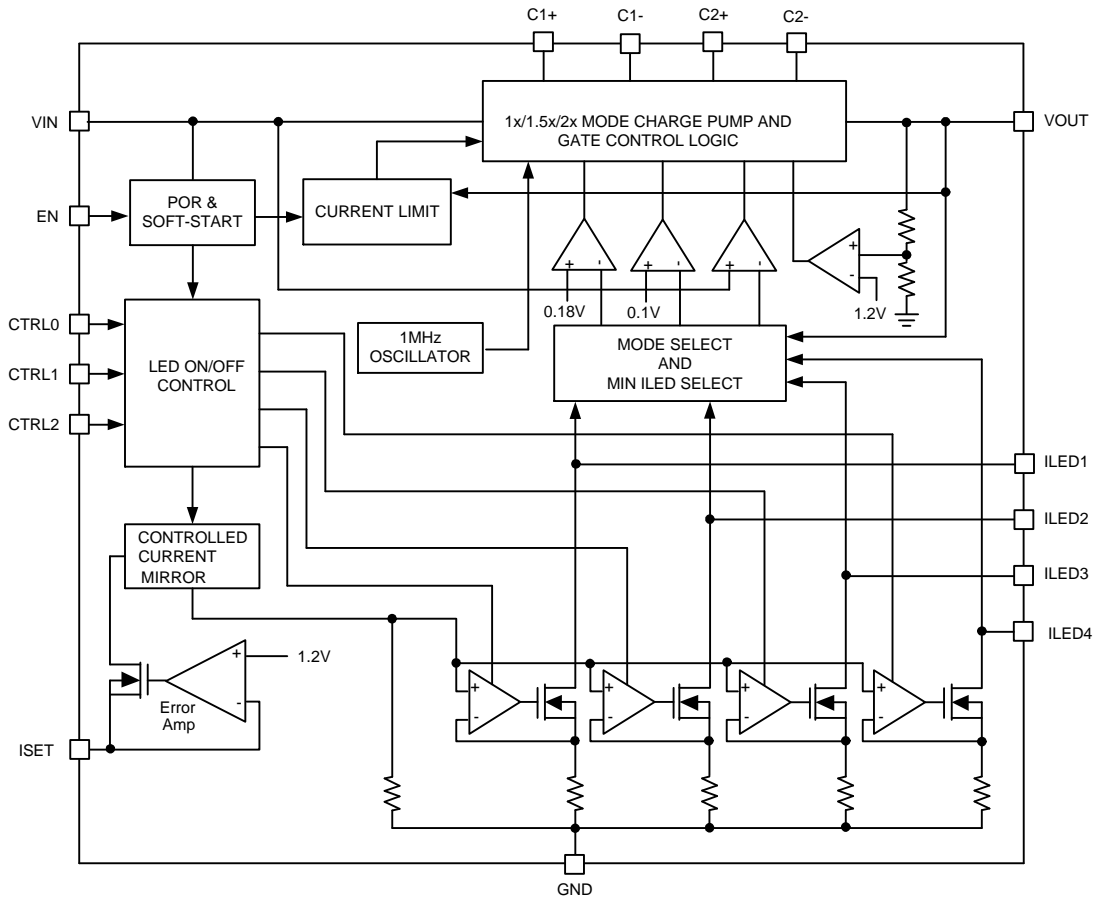 C1+
C1-
C2+
C2-
VIN
1x/1.5x/2x MODE CHARGE PUMP AND
GATE CONTROL LOGIC
VOUT
EN
POR &
SOFT-START
CURRENT LIMIT
+
-
+
-
+
-
+
-
0.18V
0.1V
1.2V
CTRL0
CTRL1
CTRL2
LED ON/OFF
CONTROL
1MHz
OSCILLATOR
MODE SELECT
AND
MIN ILED SELECT
ILED1
ILED2
ILED3
ILED4
CONTROLLED
CURRENT
MIRROR
+
1.2V
-
Error
Amp
ISET
+
-
+
-
+
-
+
-
GND